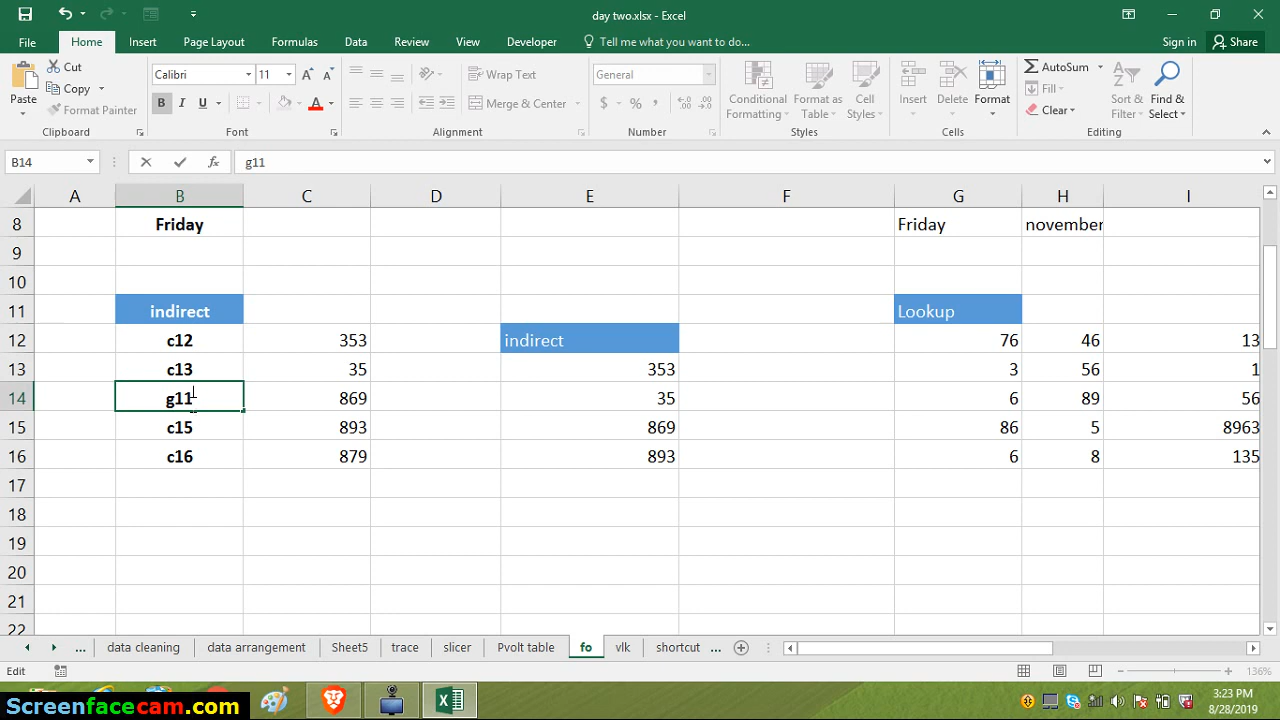 day two.xlsx - Excel
File Home Insert Page Layout Formulas Data Review View Developer Tell me what you want to do... Sign in Share
Paste Cut Copy Format Painter Clipboard
Calibri 11 A A B I U A Font
Wrap Text Merge & Center Alignment
General $ % , Number
Conditional Formatting Format as Table Cell Styles Styles
Insert Delete Format Cells
AutoSum Fill Clear Sort & Filter Find & Select Editing
B14 fx g11
A B C D E F G H I
8 Friday Friday november
9
10
11 indirect Lookup
12 c12 353 indirect 76 46 13
13 c13 35 353 3 56 1
14 g11 869 35 6 89 56
15 c15 893 869 86 5 8963
16 c16 879 893 6 8 135
17
18
19
20
21
22
... data cleaning data arrangement Sheet5 trace slicer Pvolt table fo vlk shortcut ...
Edit 136%
Screenfacecam.com 3:23 PM
8/28/2019